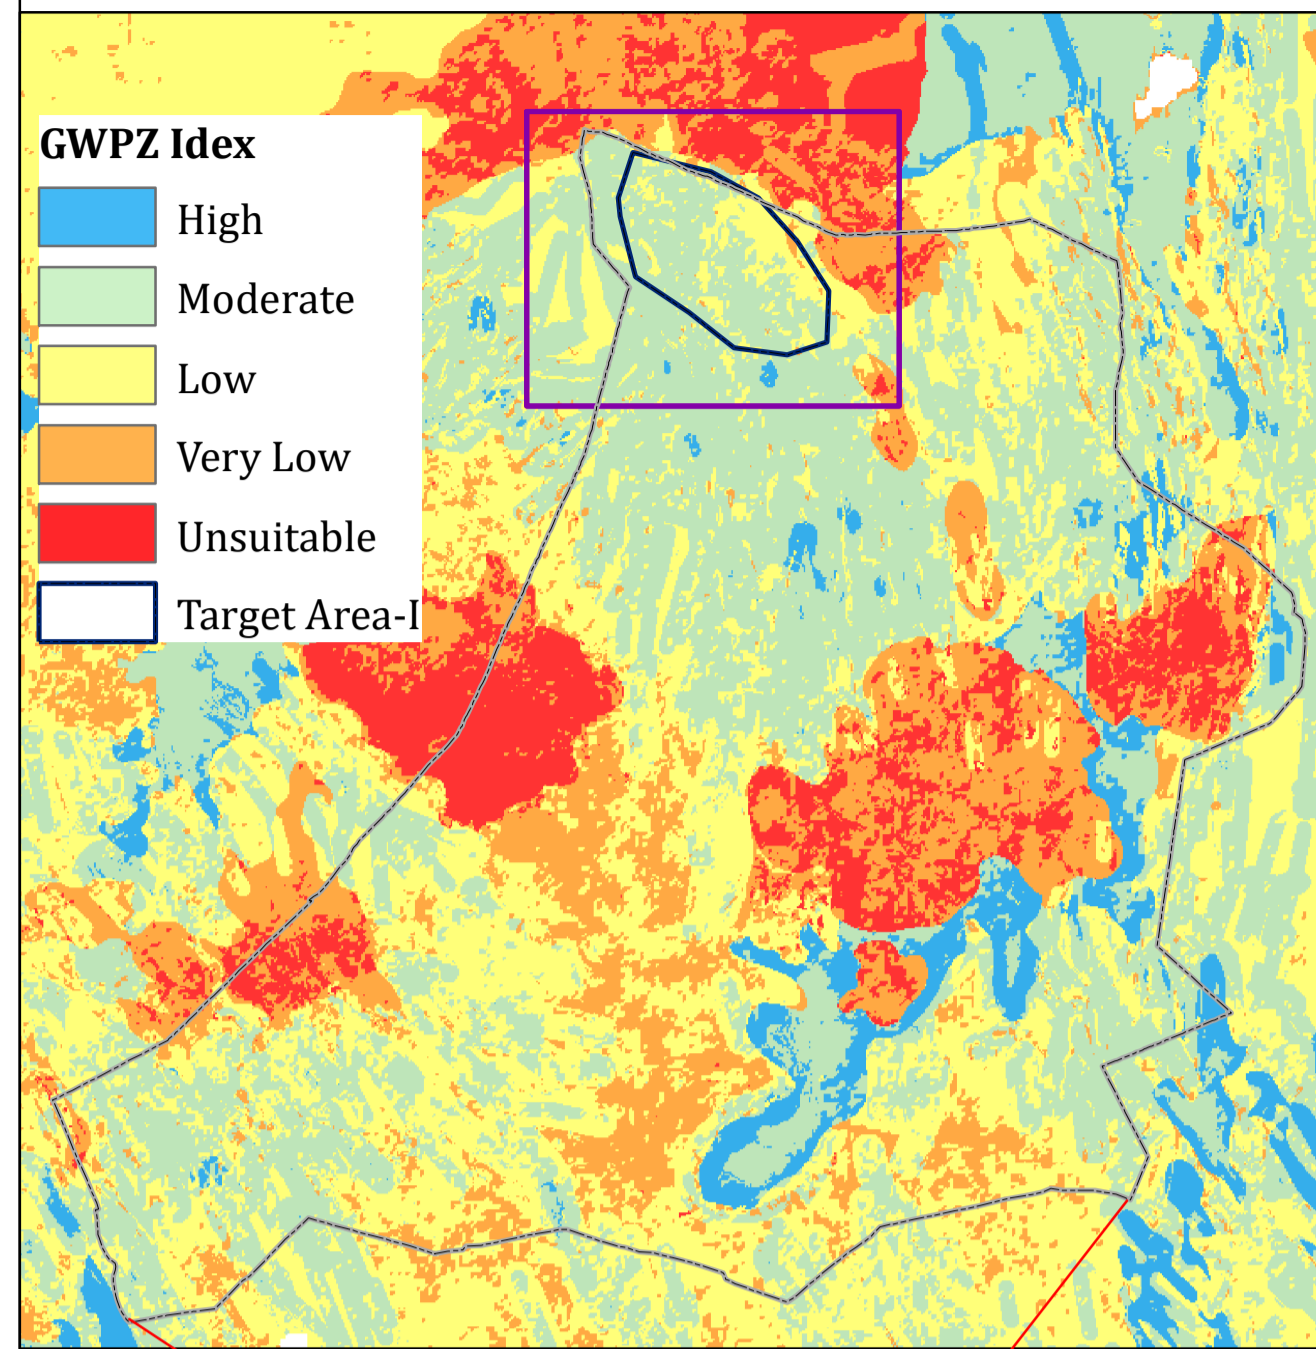 GWPZ Idex
High
Moderate
Low
Very Low
Unsuitable
Target Area-I